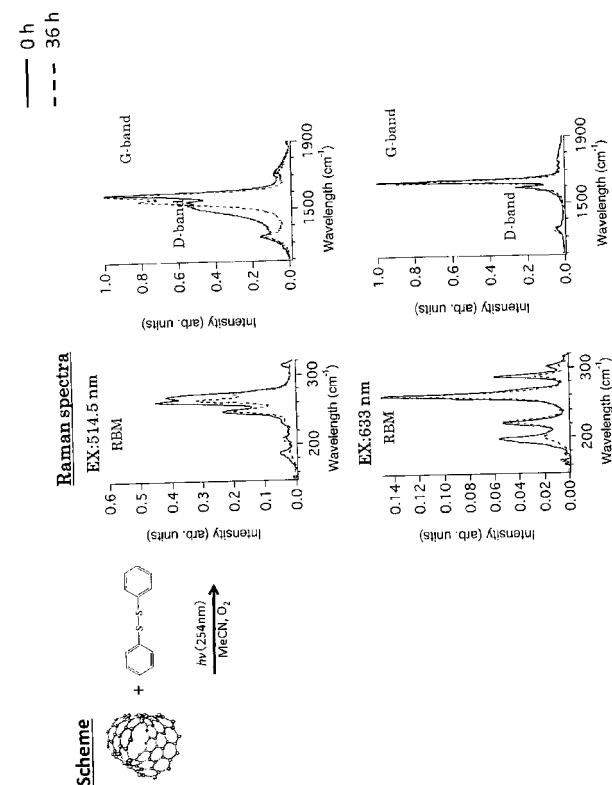 Scheme
+
S—S
hν(254nm)
MeCN, O₂
Raman spectra
0 h
36 h
EX:514.5 nm
RBM
Intensity (arb. units)
0.6
0.5
0.4
0.3
0.2
0.1
0.0
200 300
Wavelength (cm⁻¹)
G-band
D-band
Intensity (arb. units)
1.0
0.8
0.6
0.4
0.2
0.0
1500 1900
Wavelength (cm⁻¹)
EX:633 nm
RBM
Intensity (arb. units)
0.14
0.12
0.10
0.08
0.06
0.04
0.02
0.00
200 300
Wavelength (cm⁻¹)
G-band
D-band
Intensity (arb. units)
1.0
0.8
0.6
0.4
0.2
0.0
1500 1900
Wavelength (cm⁻¹)